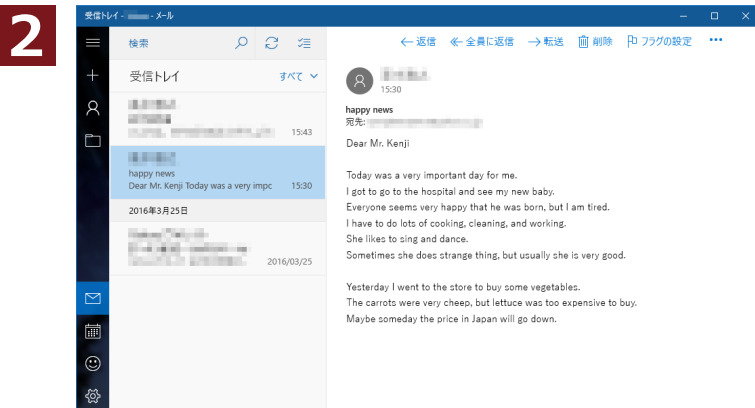 2
受信トレイ - - メール
検索
← 返信 全員に返信 → 転送 削除 フラグの設定 •••
受信トレイ すべて
15:43
happy news
Dear Mr. Kenji Today was a very impc 15:30
2016年3月25日
2016/03/25
15:30
happy news
宛先:
Dear Mr. Kenji
Today was a very important day for me.
I got to go to the hospital and see my new baby.
Everyone seems very happy that he was born, but I am tired.
I have to do lots of cooking, cleaning, and working.
She likes to sing and dance.
Sometimes she does strange thing, but usually she is very good.
Yesterday I went to the store to buy some vegetables.
The carrots were very cheep, but lettuce was too expensive to buy.
Maybe someday the price in Japan will go down.